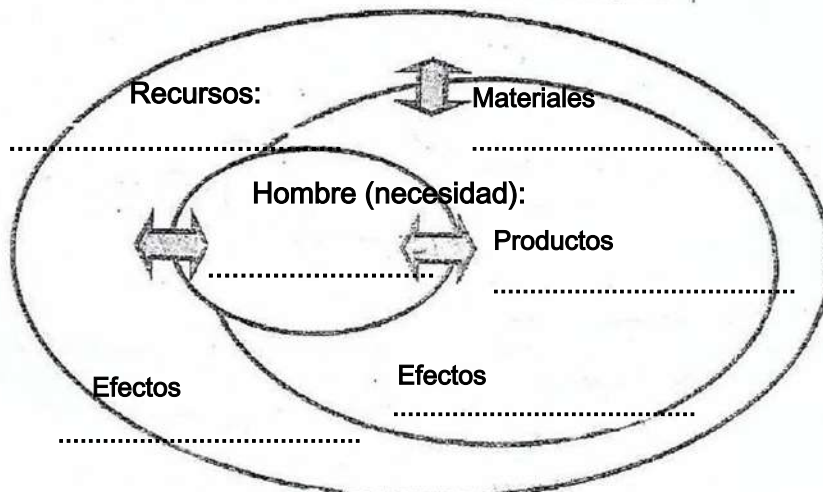 Recursos:
Materiales
Hombre (necesidad):
Productos
Efectos
Efectos